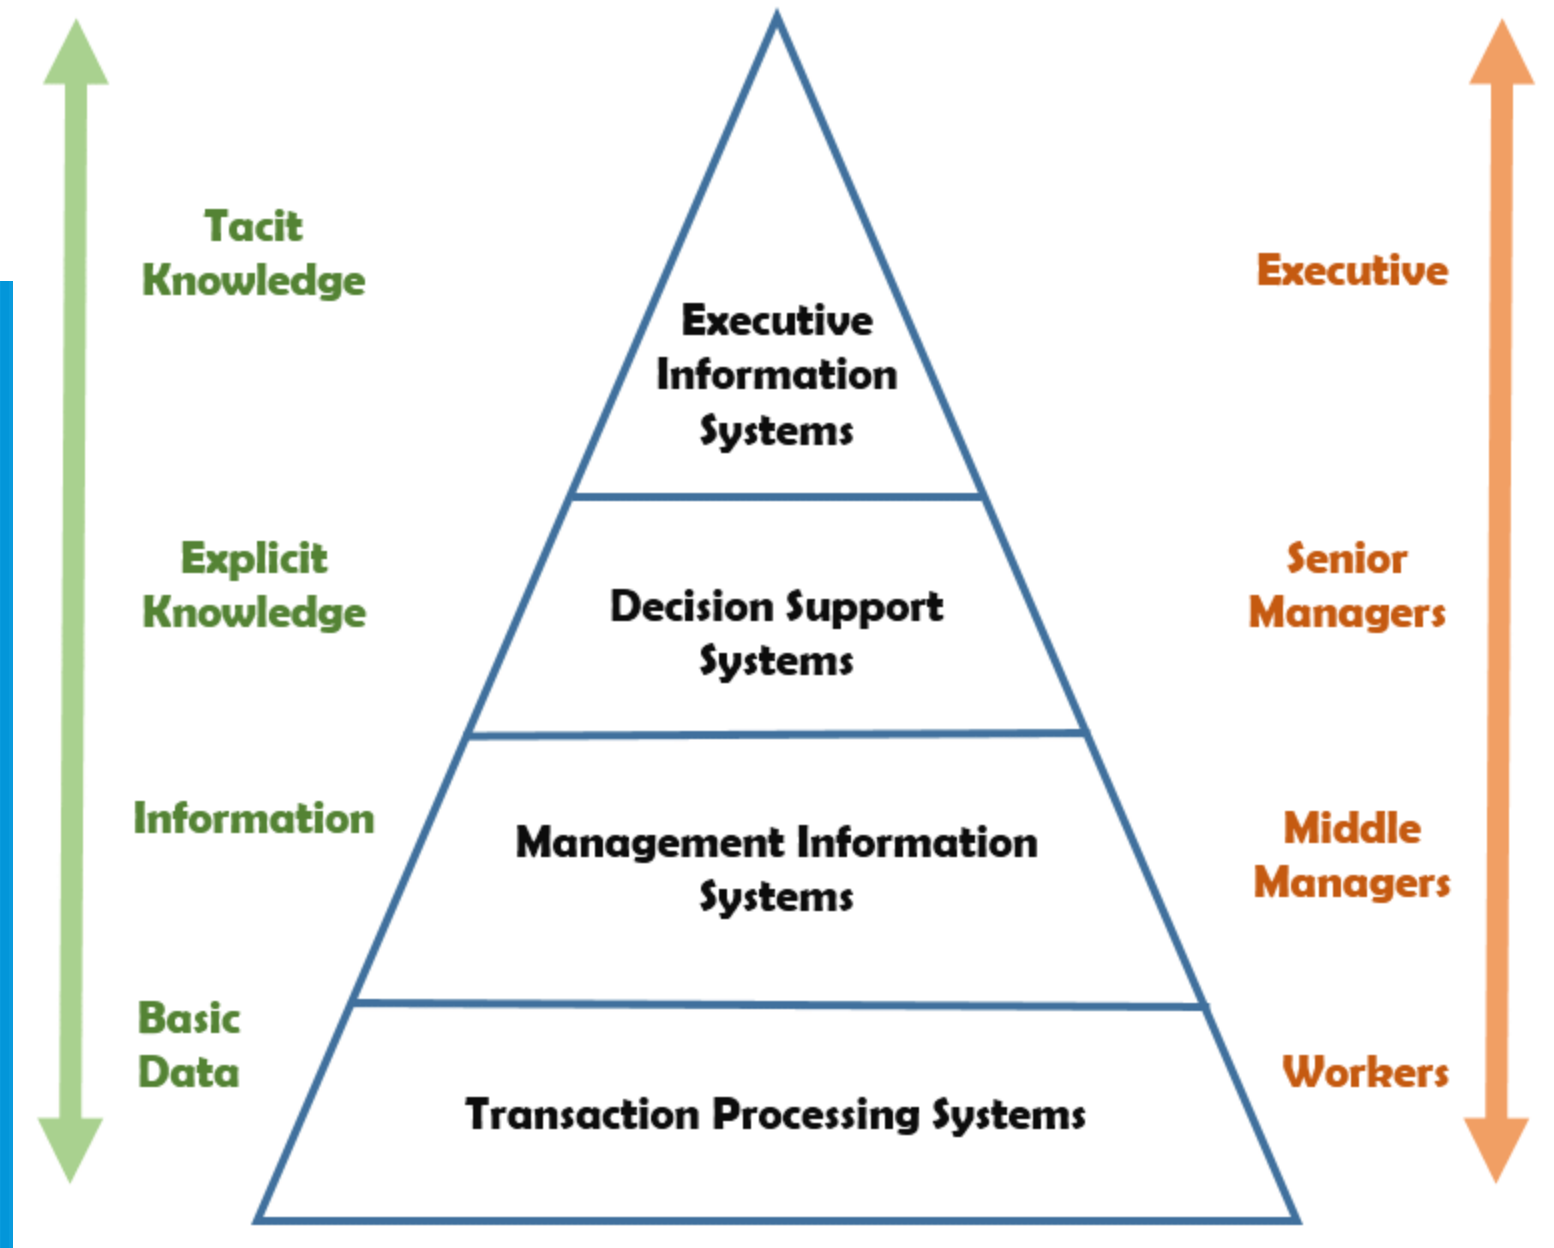 Tacit
Knowledge
Executive
Executive
Information
Systems
Explicit
Knowledge
Decision Support
Systems
Senior
Managers
Information
Management Information
Systems
Middle
Managers
Basic
Data
Transaction Processing Systems
Workers